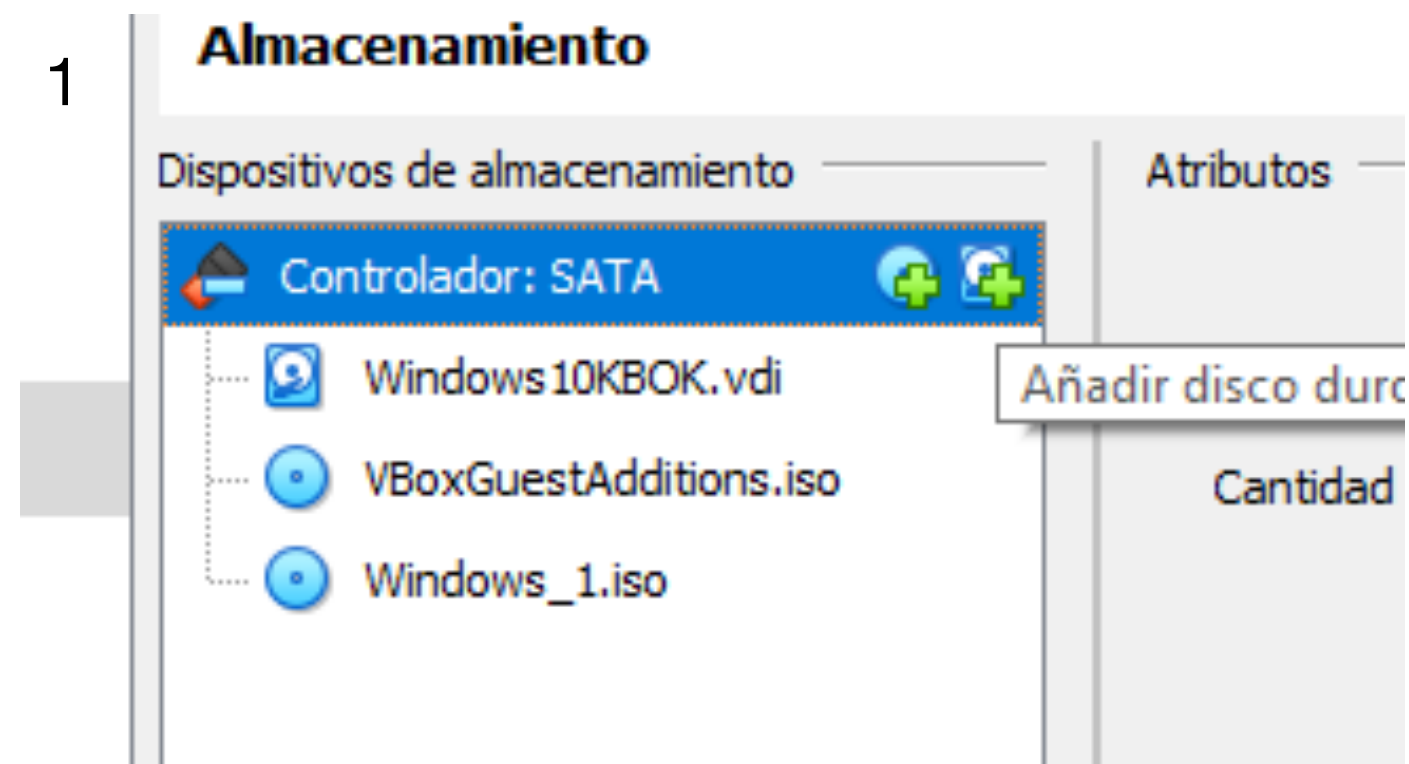 1
Almacenamiento
Dispositivos de almacenamiento
Atributos
Controlador: SATA
Windows10KBOK.vdi
Añadir disco duro
VBoxGuestAdditions.iso
Cantidad
Windows_1.iso